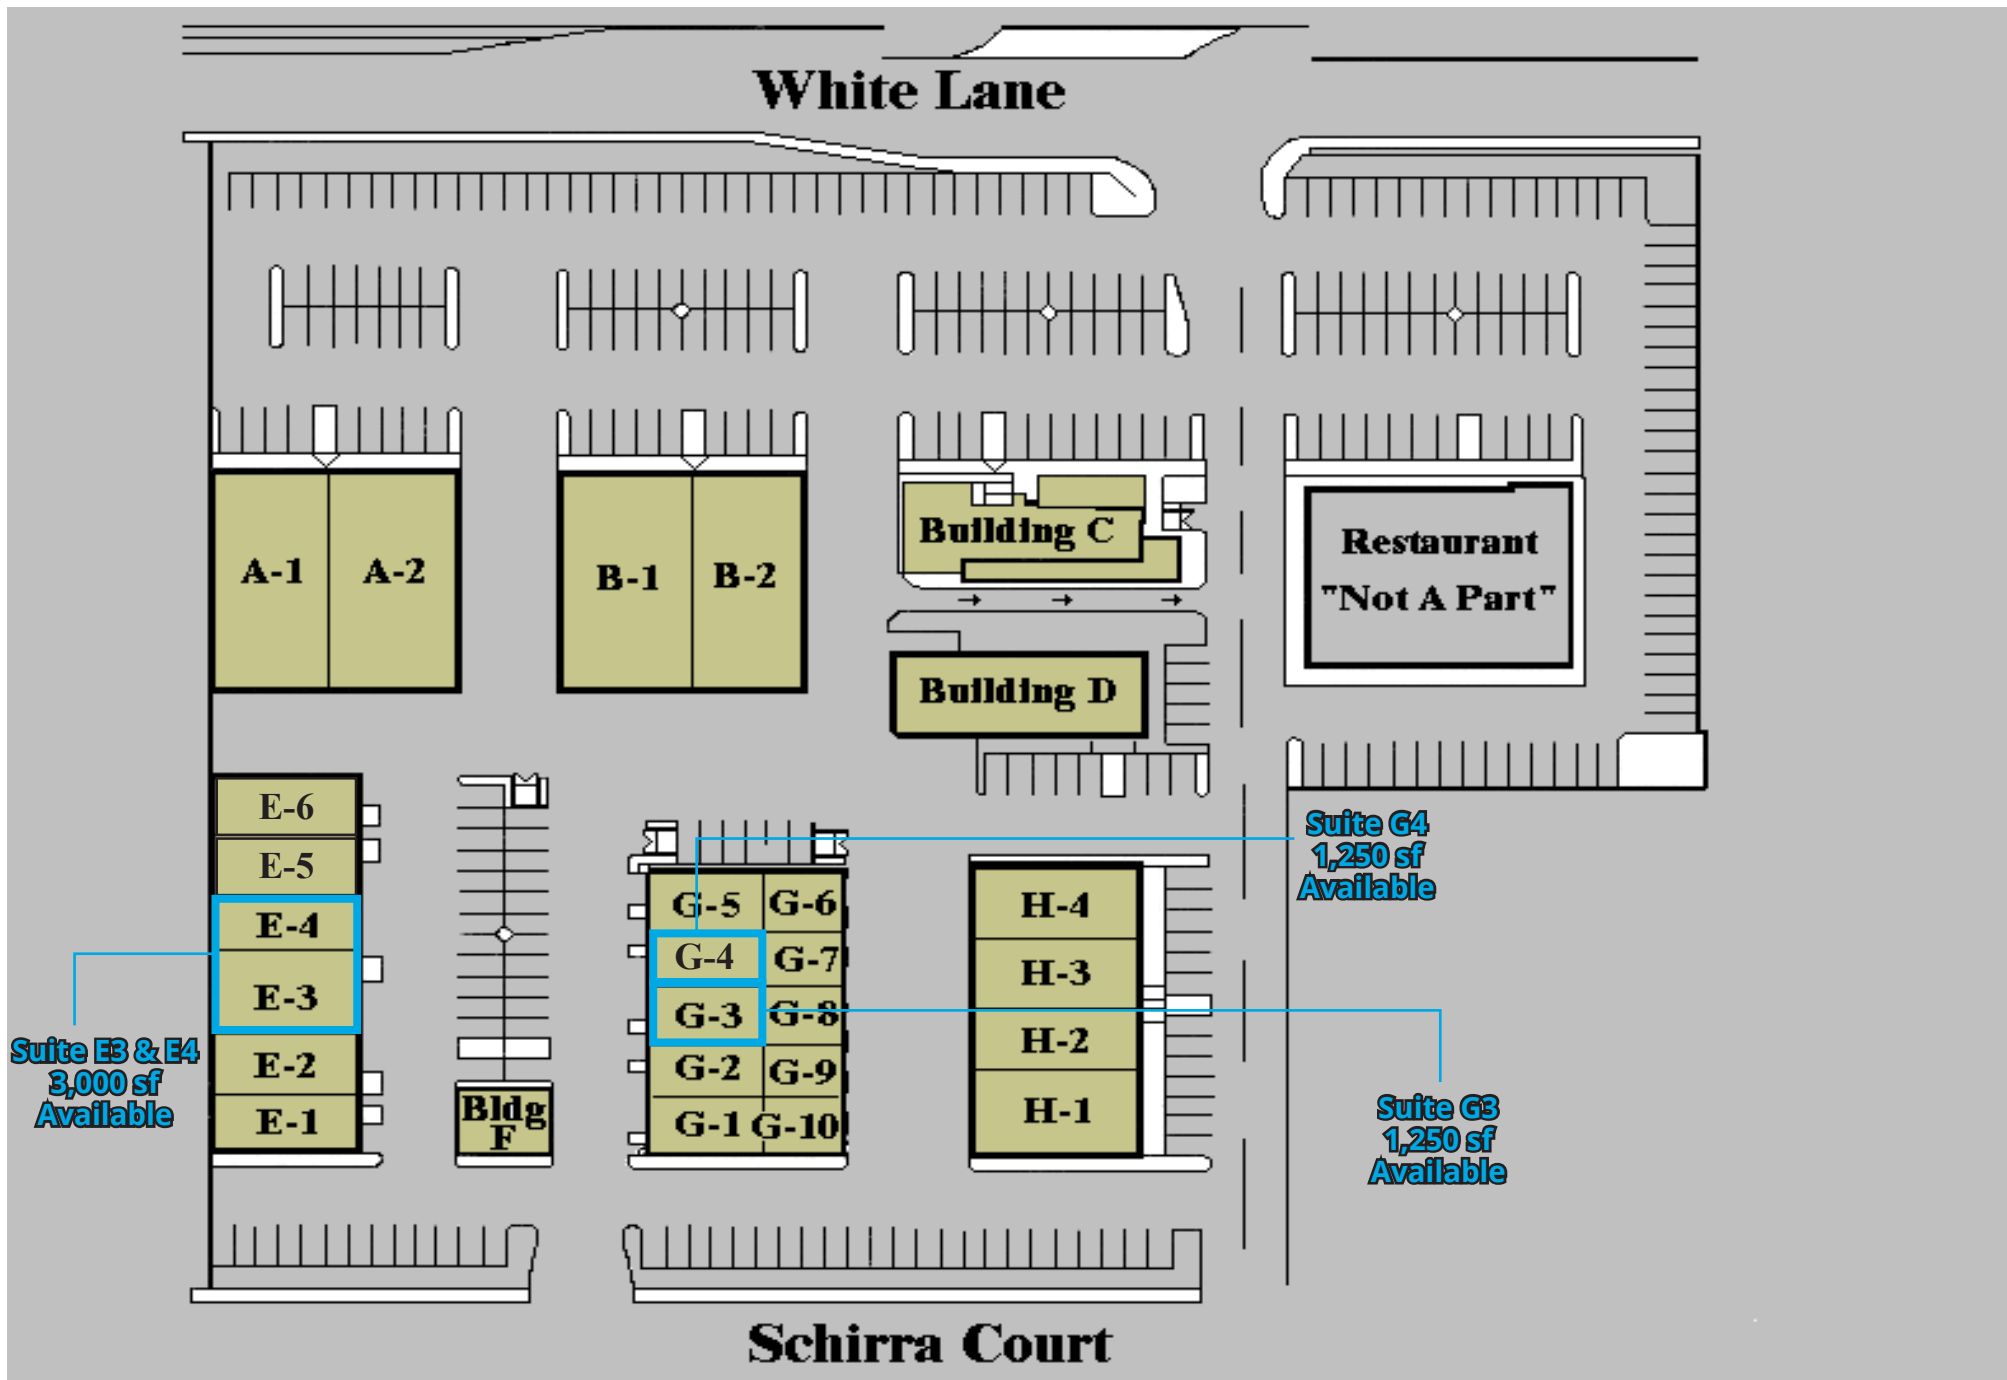 White Lane
A-1
A-2
B-1
B-2
Building C
Restaurant
"Not A Part"
Building D
E-6
E-5
E-4
E-3
E-2
E-1
Suite E3 & E4
3,000 sf
Available
Bldg
F
G-5
G-6
G-4
G-7
G-3
G-8
G-2
G-9
G-1
G-10
H-4
H-3
H-2
H-1
Suite G4
1,250 sf
Available
Suite G3
1,250 sf
Available
Schirra Court